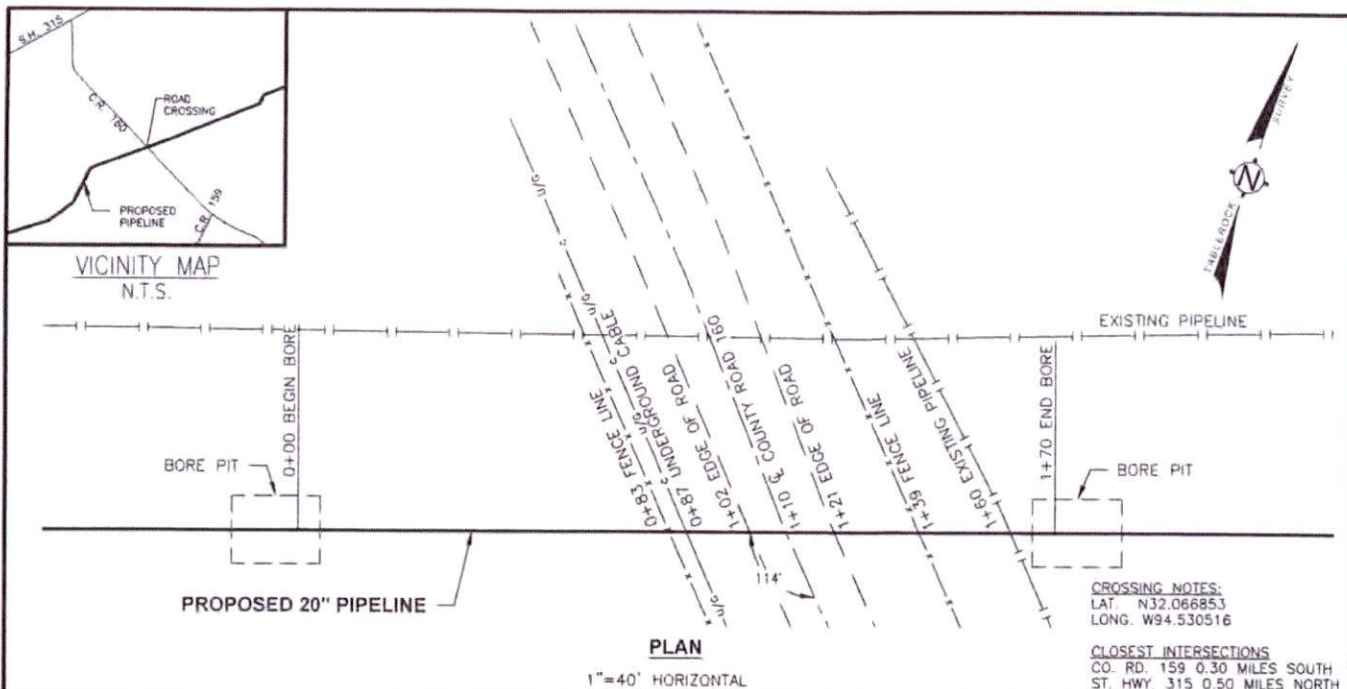 S.H. 315
C.R. 160
ROAD
CROSSING
PROPOSED
PIPELINE
C.R. 159
VICINITY MAP
N.T.S.
TABLEROCK
N
SURVEY
EXISTING PIPELINE
BORE PIT
0+00 BEGIN BORE
U/G
U/G
U/G
U/G
0+83 FENCE LINE
0+87 UNDERGROUND CABLE
1+02 EDGE OF ROAD
1+10 ℄ COUNTY ROAD 160
1+21 EDGE OF ROAD
1+39 FENCE LINE
1+60 EXISTING PIPELINE
1+70 END BORE
BORE PIT
114'
PROPOSED 20" PIPELINE
PLAN
1"=40' HORIZONTAL
CROSSING NOTES:
LAT. N32.066853
LONG. W94.530516
CLOSEST INTERSECTIONS
CO. RD. 159 0.30 MILES SOUTH
ST. HWY. 315 0.50 MILES NORTH